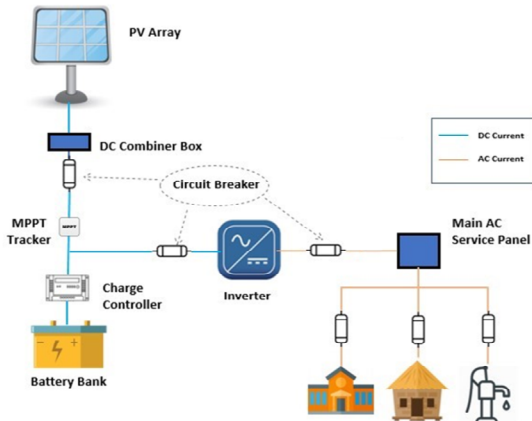 PV Array
DC Combiner Box
DC Current
AC Current
Circuit Breaker
MPPT
Tracker
MPPT
Main AC
Service Panel
Charge
Controller
Inverter
Battery Bank